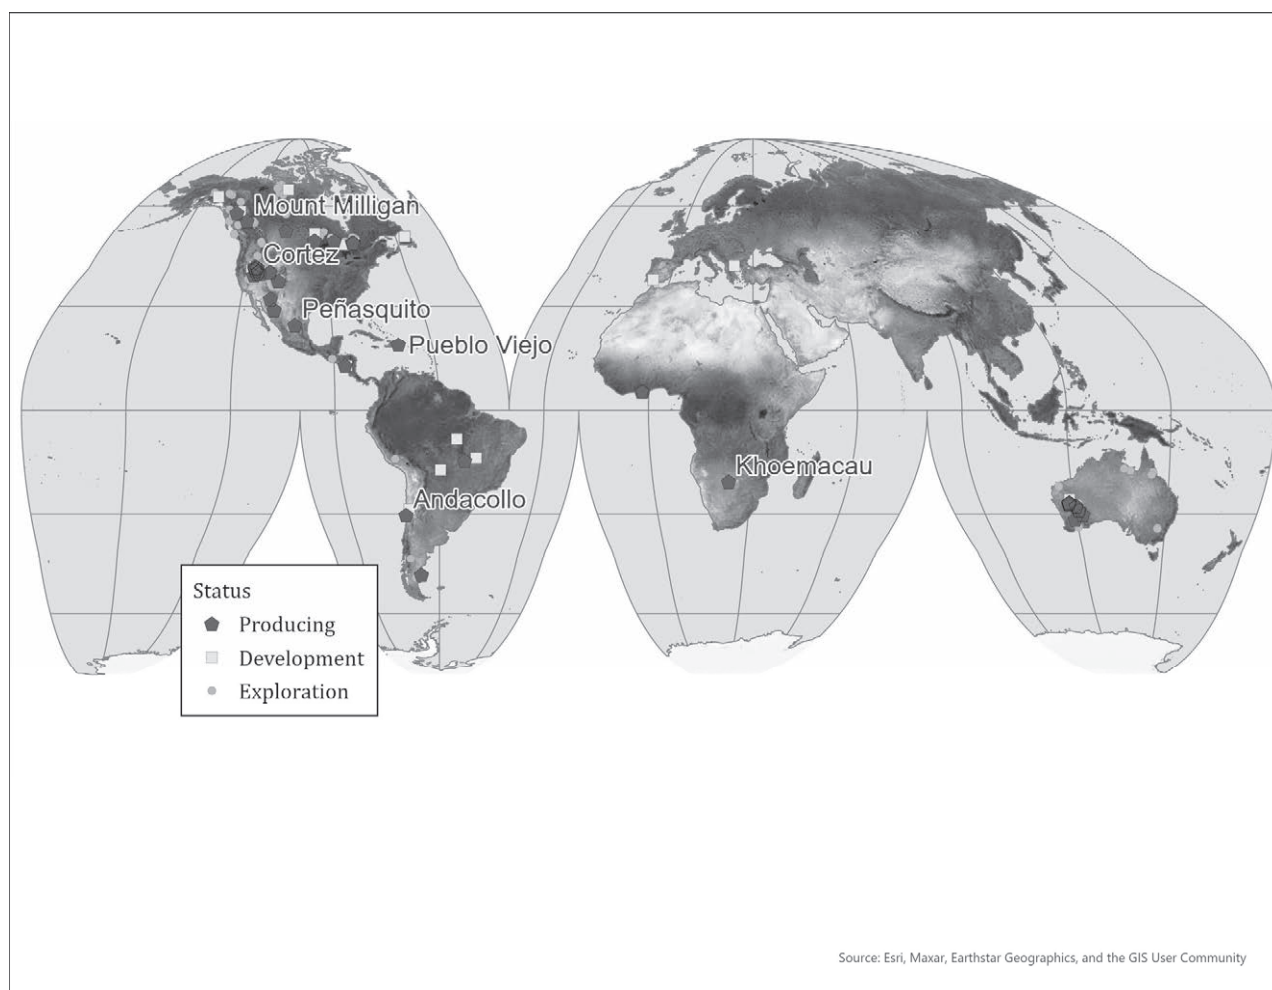 Mount Milligan
Cortez
Peñasquito
Pueblo Viejo
Khoemacau
Andacollo
Status
Producing
Development
Exploration
Source: Esri, Maxar, Earthstar Geographics, and the GIS User Community